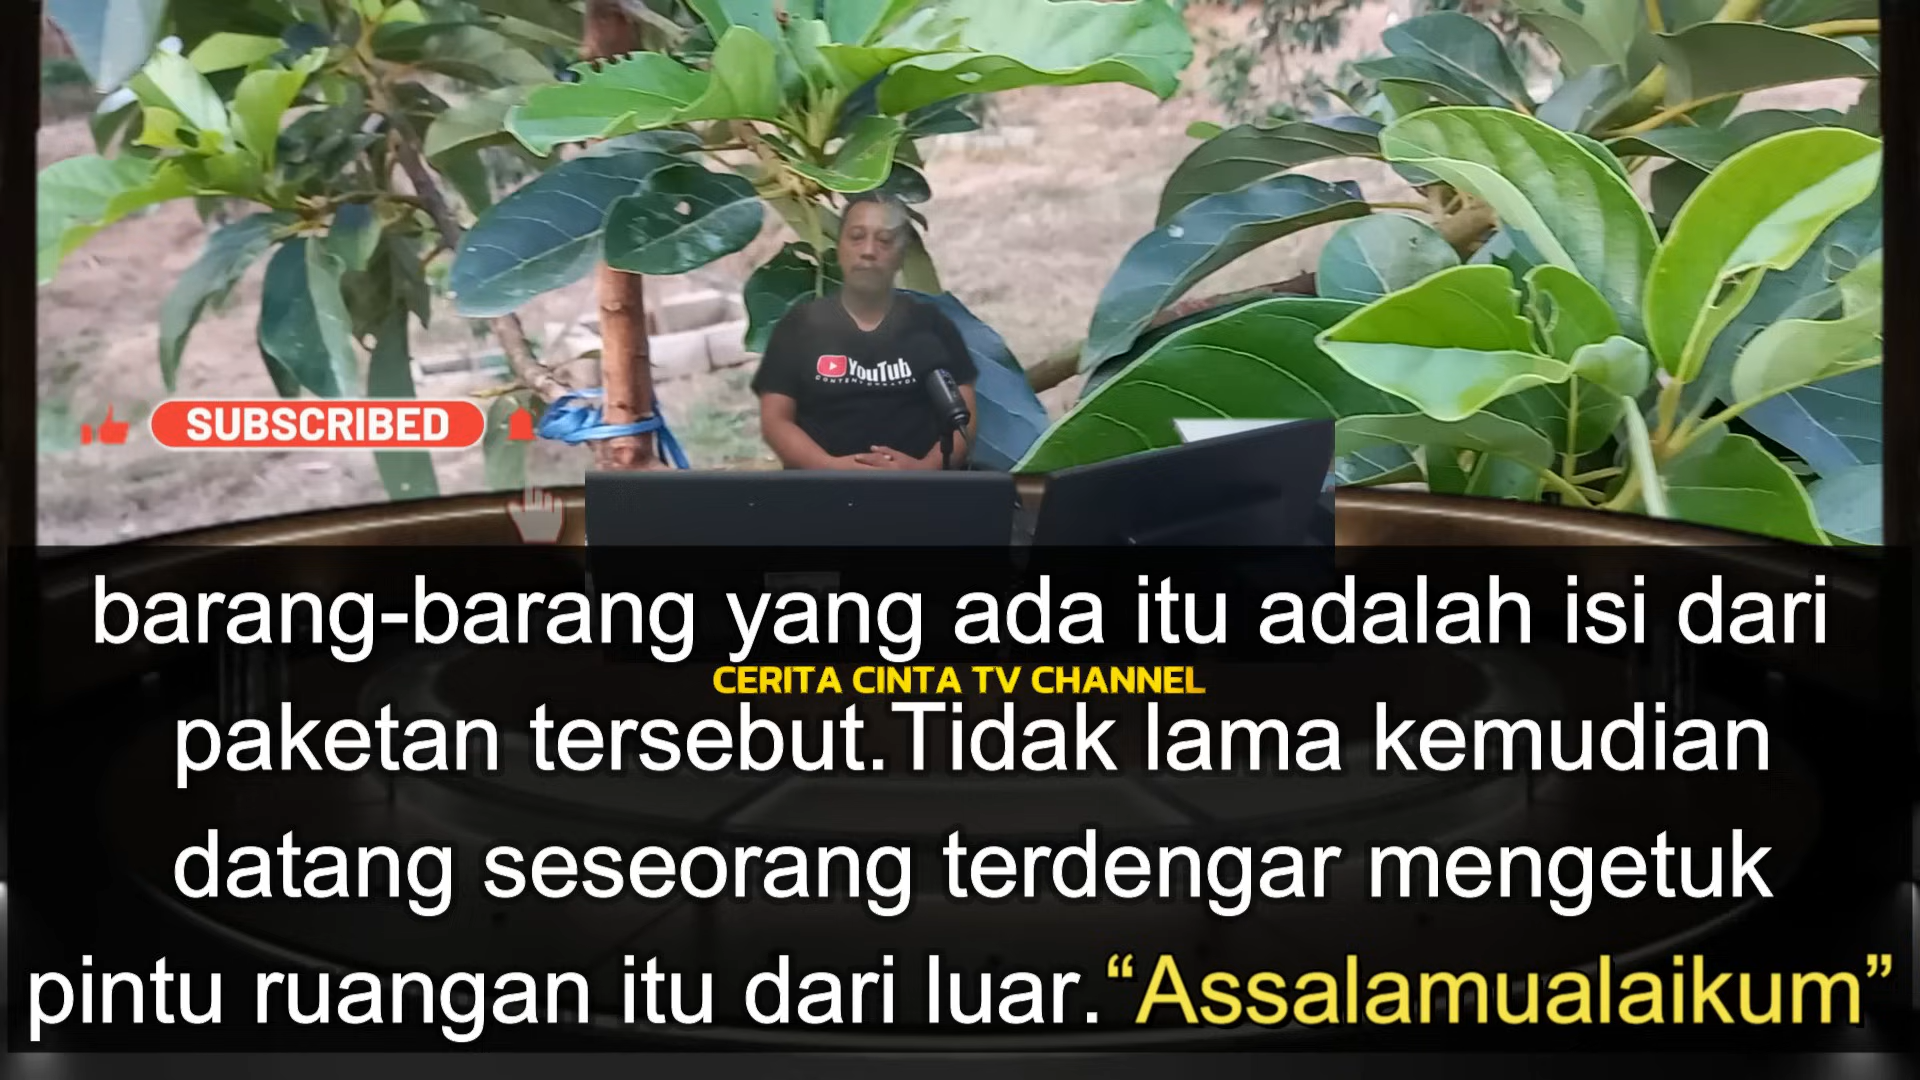 YouTub
SUBSCRIBED
barang-barang yang ada itu adalah isi dari
CERITA CINTA TV CHANNEL
paketan tersebut.Tidak lama kemudian
datang seseorang terdengar mengetuk
pintu ruangan itu dari luar.“Assalamualaikum”